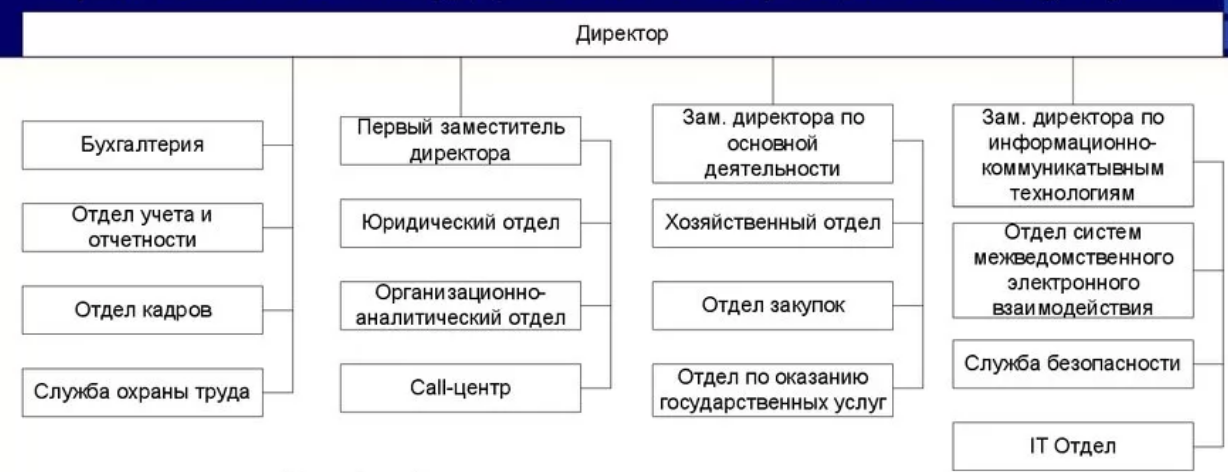 Директор
Бухгалтерия
Отдел учета и
отчетности
Отдел кадров
Служба охраны труда
Первый заместитель
директора
Юридический отдел
Организационно-
аналитический отдел
Call-центр
Зам. директора по
основной
деятельности
Хозяйственный отдел
Отдел закупок
Отдел по оказанию
государственных услуг
Зам. директора по
информационно-
коммуникатывным
технологиям
Отдел систем
межведомственного
электронного
взаимодействия
Служба безопасности
IT Отдел